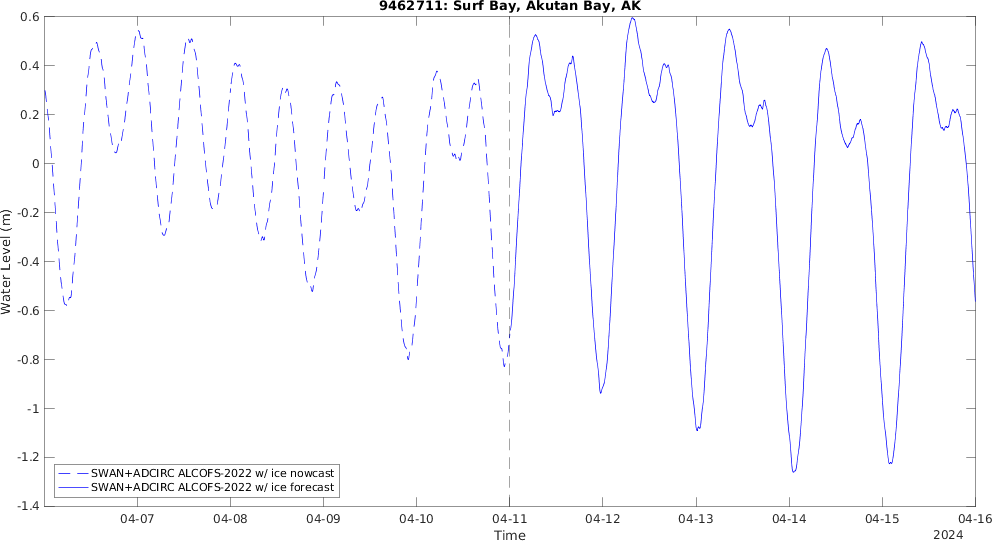 9462711: Surf Bay, Akutan Bay, AK
0.6
0.4
0.2
0
-0.2
-0.4
-0.6
-0.8
-1
-1.2
-1.4
Water Level (m)
SWAN+ADCIRC ALCOFS-2022 w/ ice nowcast
SWAN+ADCIRC ALCOFS-2022 w/ ice forecast
04-07 04-08 04-09 04-10 04-11 04-12 04-13 04-14 04-15 04-16
Time
2024